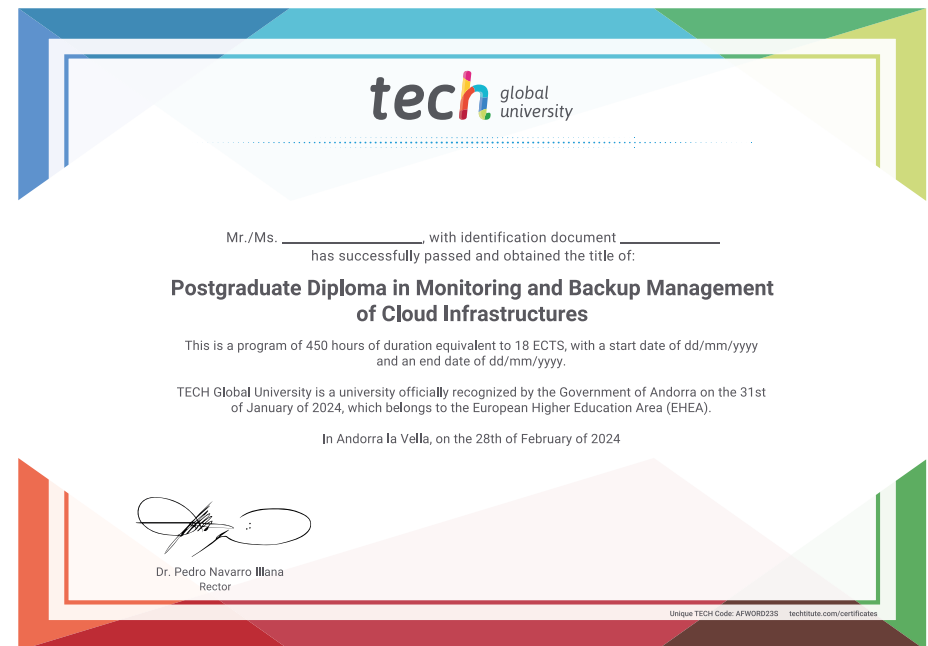 tech global
university
Mr./Ms. ____________________, with identification document ______________
has successfully passed and obtained the title of:
Postgraduate Diploma in Monitoring and Backup Management
of Cloud Infrastructures
This is a program of 450 hours of duration equivalent to 18 ECTS, with a start date of dd/mm/yyyy
and an end date of dd/mm/yyyy.
TECH Global University is a university officially recognized by the Government of Andorra on the 31st
of January of 2024, which belongs to the European Higher Education Area (EHEA).
In Andorra la Vella, on the 28th of February of 2024
Dr. Pedro Navarro Illana
Rector
Unique TECH Code: AFWORD23S techtitute.com/certificates